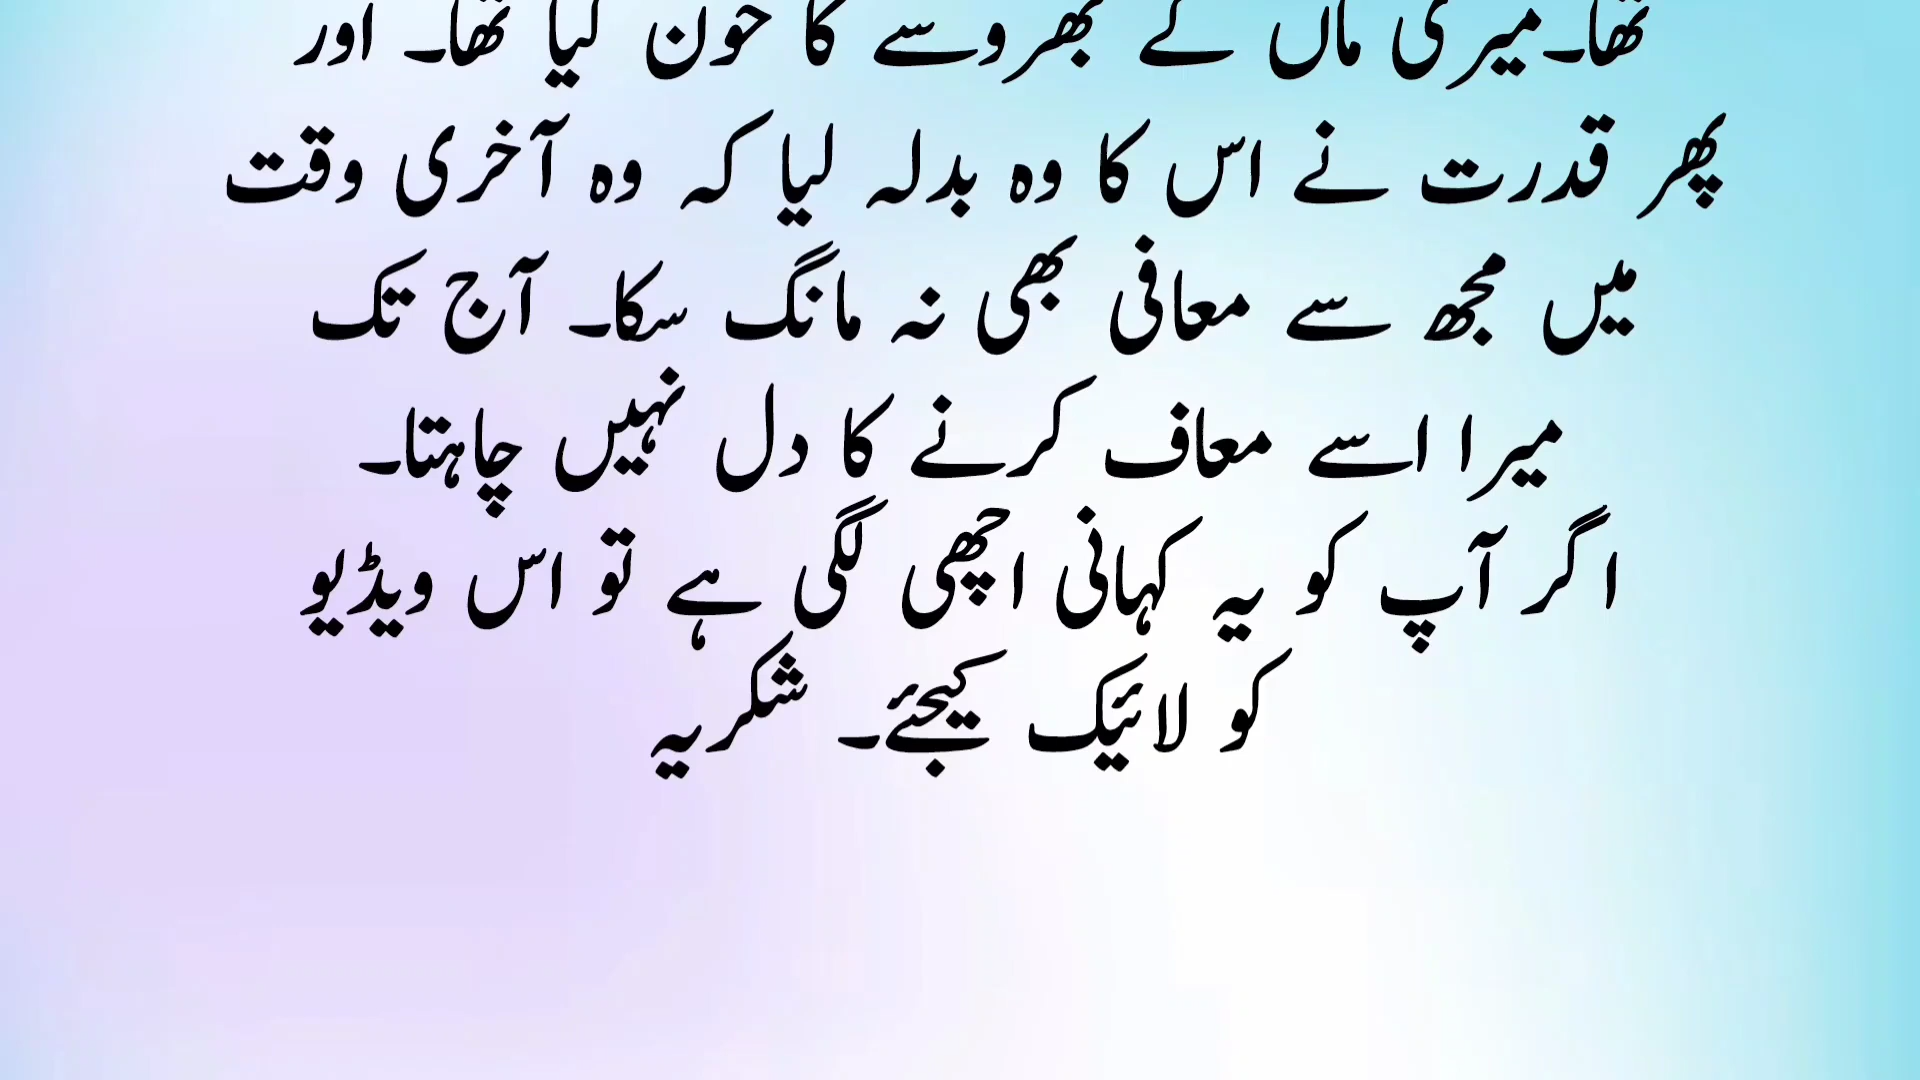 تھا۔میری ماں کے بھروسے کا خون کیا تھا۔ اور
پھر قدرت نے اس کا وہ بدلہ لیا کہ وہ آخری وقت
میں مجھ سے معافی بھی نہ مانگ سکا۔ آج تک
میرا اسے معاف کرنے کا دل نہیں چاہتا۔
اگر آپ کو یہ کہانی اچھی لگی ہے تو اس ویڈیو
کو لائیک کیجئے۔ شکریہ